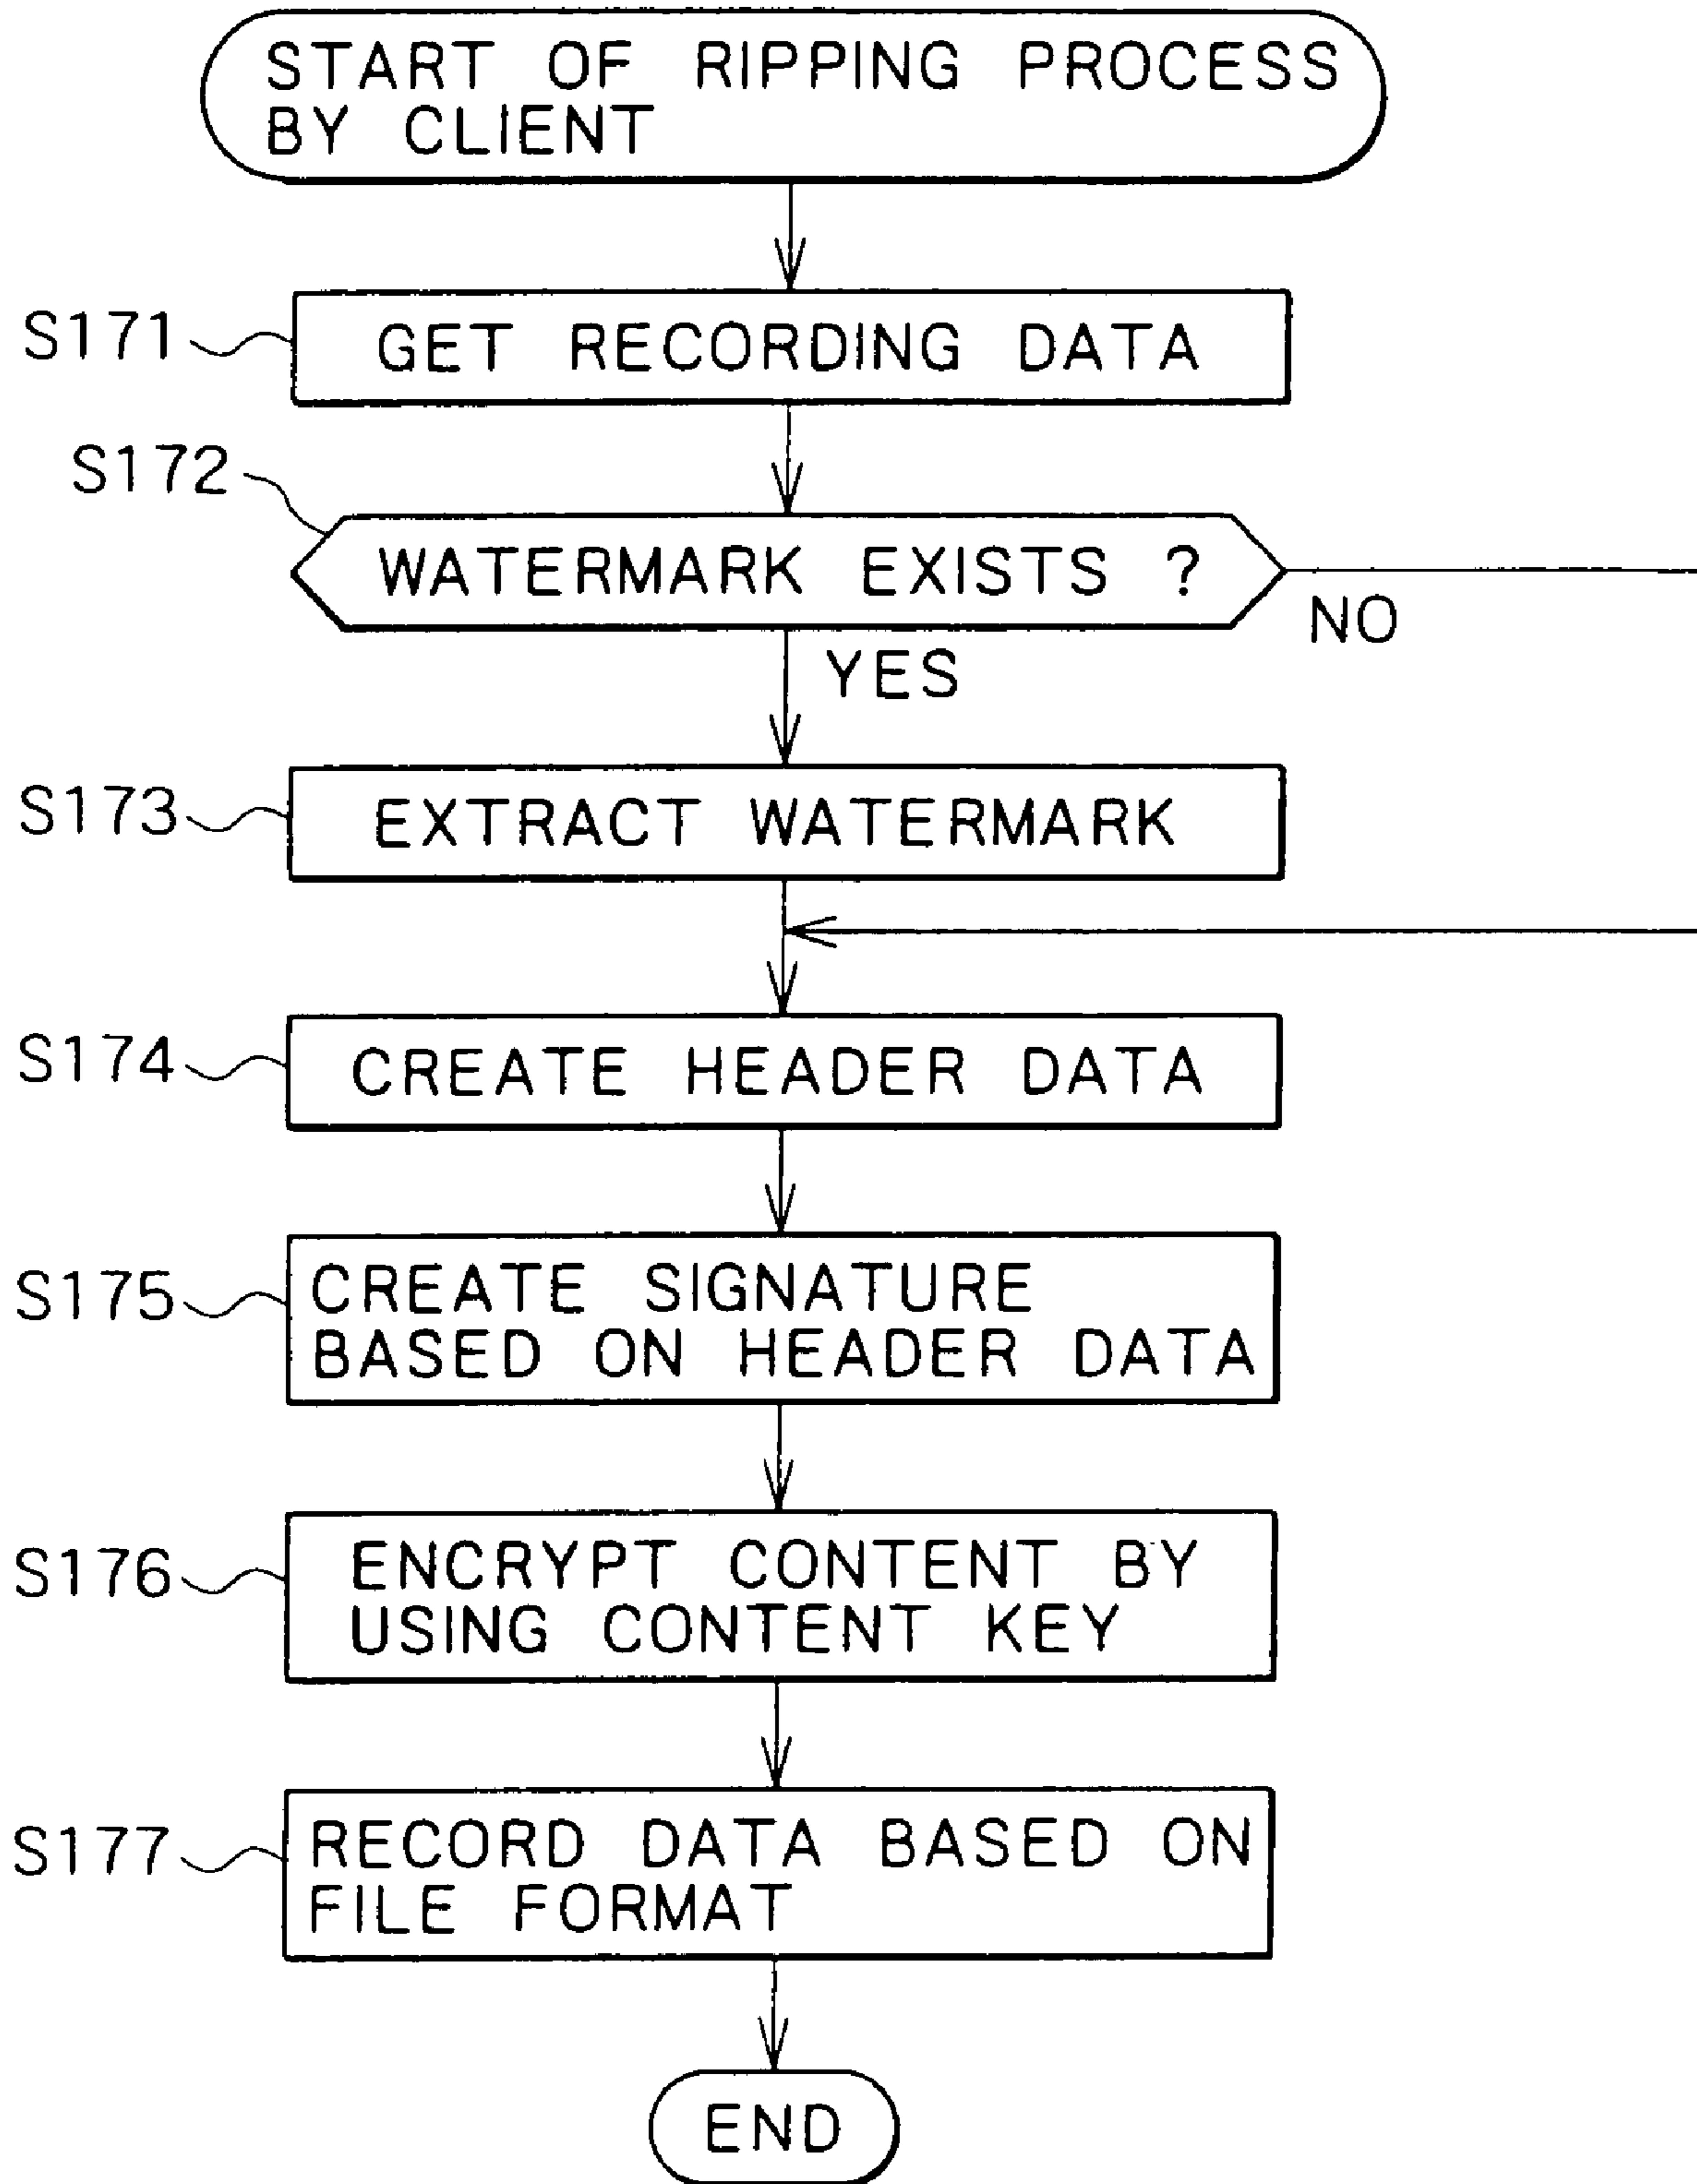 START OF RIPPING PROCESS
BY CLIENT
S171
GET RECORDING DATA
S172
WATERMARK EXISTS ?
NO
YES
S173
EXTRACT WATERMARK
S174
CREATE HEADER DATA
S175
CREATE SIGNATURE
BASED ON HEADER DATA
S176
ENCRYPT CONTENT BY
USING CONTENT KEY
S177
RECORD DATA BASED ON
FILE FORMAT
END